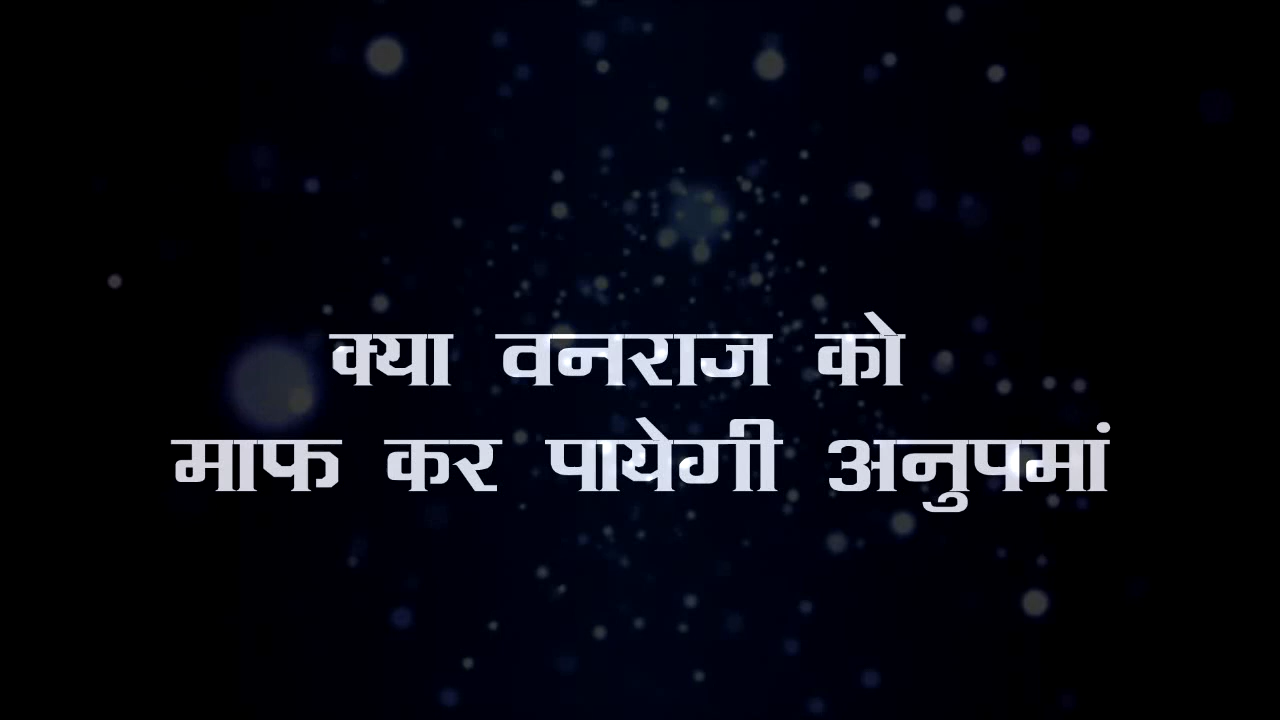 क्या वनराज को
माफ कर पायेगी अनुपमां